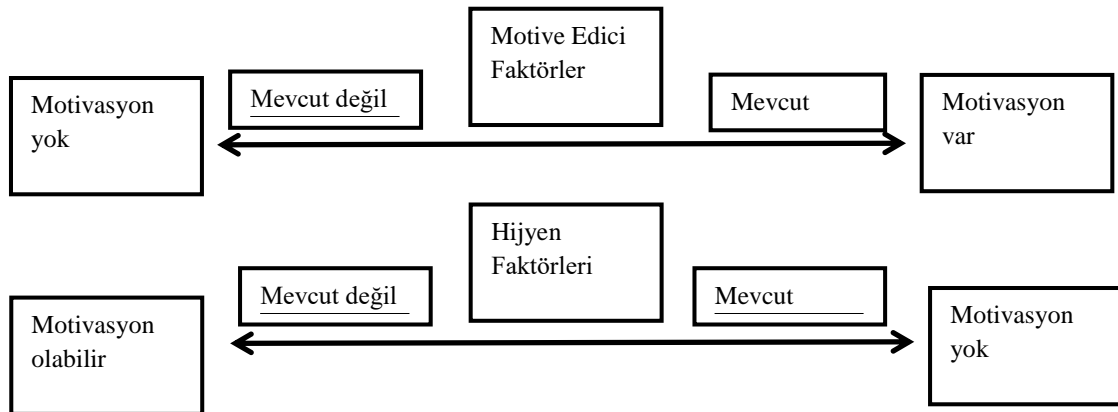 Motive Edici
Faktörler
Mevcut değil
Mevcut
Motivasyon
yok
Motivasyon
var
Hijyen
Faktörleri
Mevcut değil
Mevcut
Motivasyon
olabilir
Motivasyon
yok